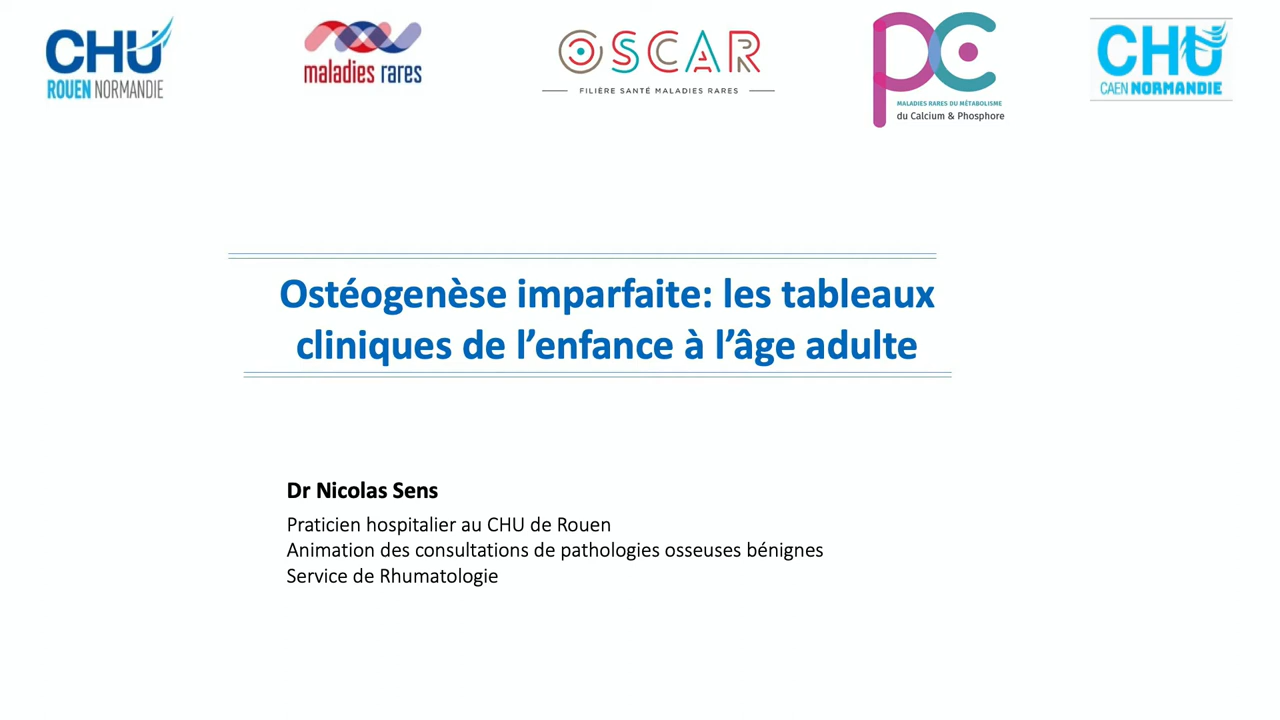 CHU
ROUEN NORMANDIE
maladies rares
OSCAR
FILIÈRE SANTÉ MALADIES RARES
MALADIES RARES DU MÉTABOLISME
du Calcium & Phosphore
CHU
CAEN NORMANDIE
Ostéogenèse imparfaite: les tableaux
cliniques de l’enfance à l’âge adulte
Dr Nicolas Sens
Praticien hospitalier au CHU de Rouen
Animation des consultations de pathologies osseuses bénignes
Service de Rhumatologie